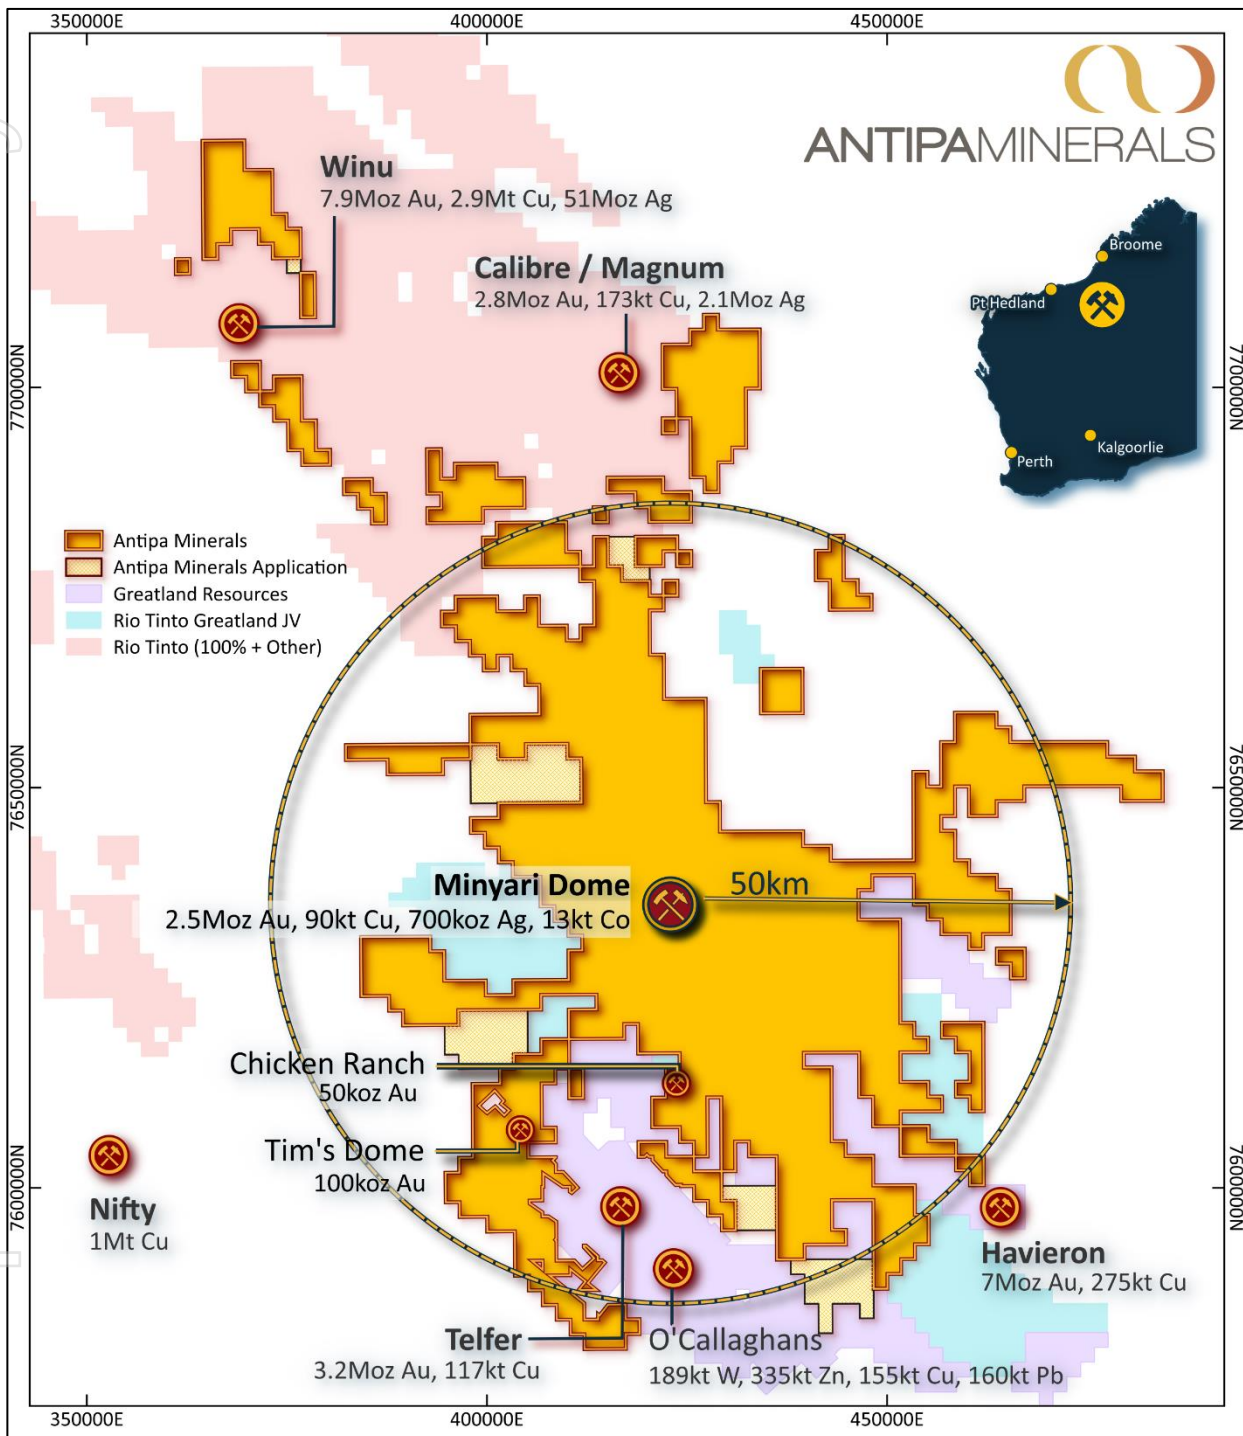 350000E
400000E
450000E
ANTIPAMINERALS
Winu
7.9Moz Au, 2.9Mt Cu, 51Moz Ag
Calibre / Magnum
2.8Moz Au, 173kt Cu, 2.1Moz Ag
Broome
Pt Hedland
Kalgoorlie
Perth
7700000N
7700000N
Antipa Minerals
Antipa Minerals Application
Greatland Resources
Rio Tinto Greatland JV
Rio Tinto (100% + Other)
7650000N
7650000N
Minyari Dome
2.5Moz Au, 90kt Cu, 700koz Ag, 13kt Co
50km
Chicken Ranch
50koz Au
Tim's Dome
100koz Au
7600000N
7600000N
Nifty
1Mt Cu
Havieron
7Moz Au, 275kt Cu
Telfer
3.2Moz Au, 117kt Cu
O'Callaghans
189kt W, 335kt Zn, 155kt Cu, 160kt Pb
350000E
400000E
450000E